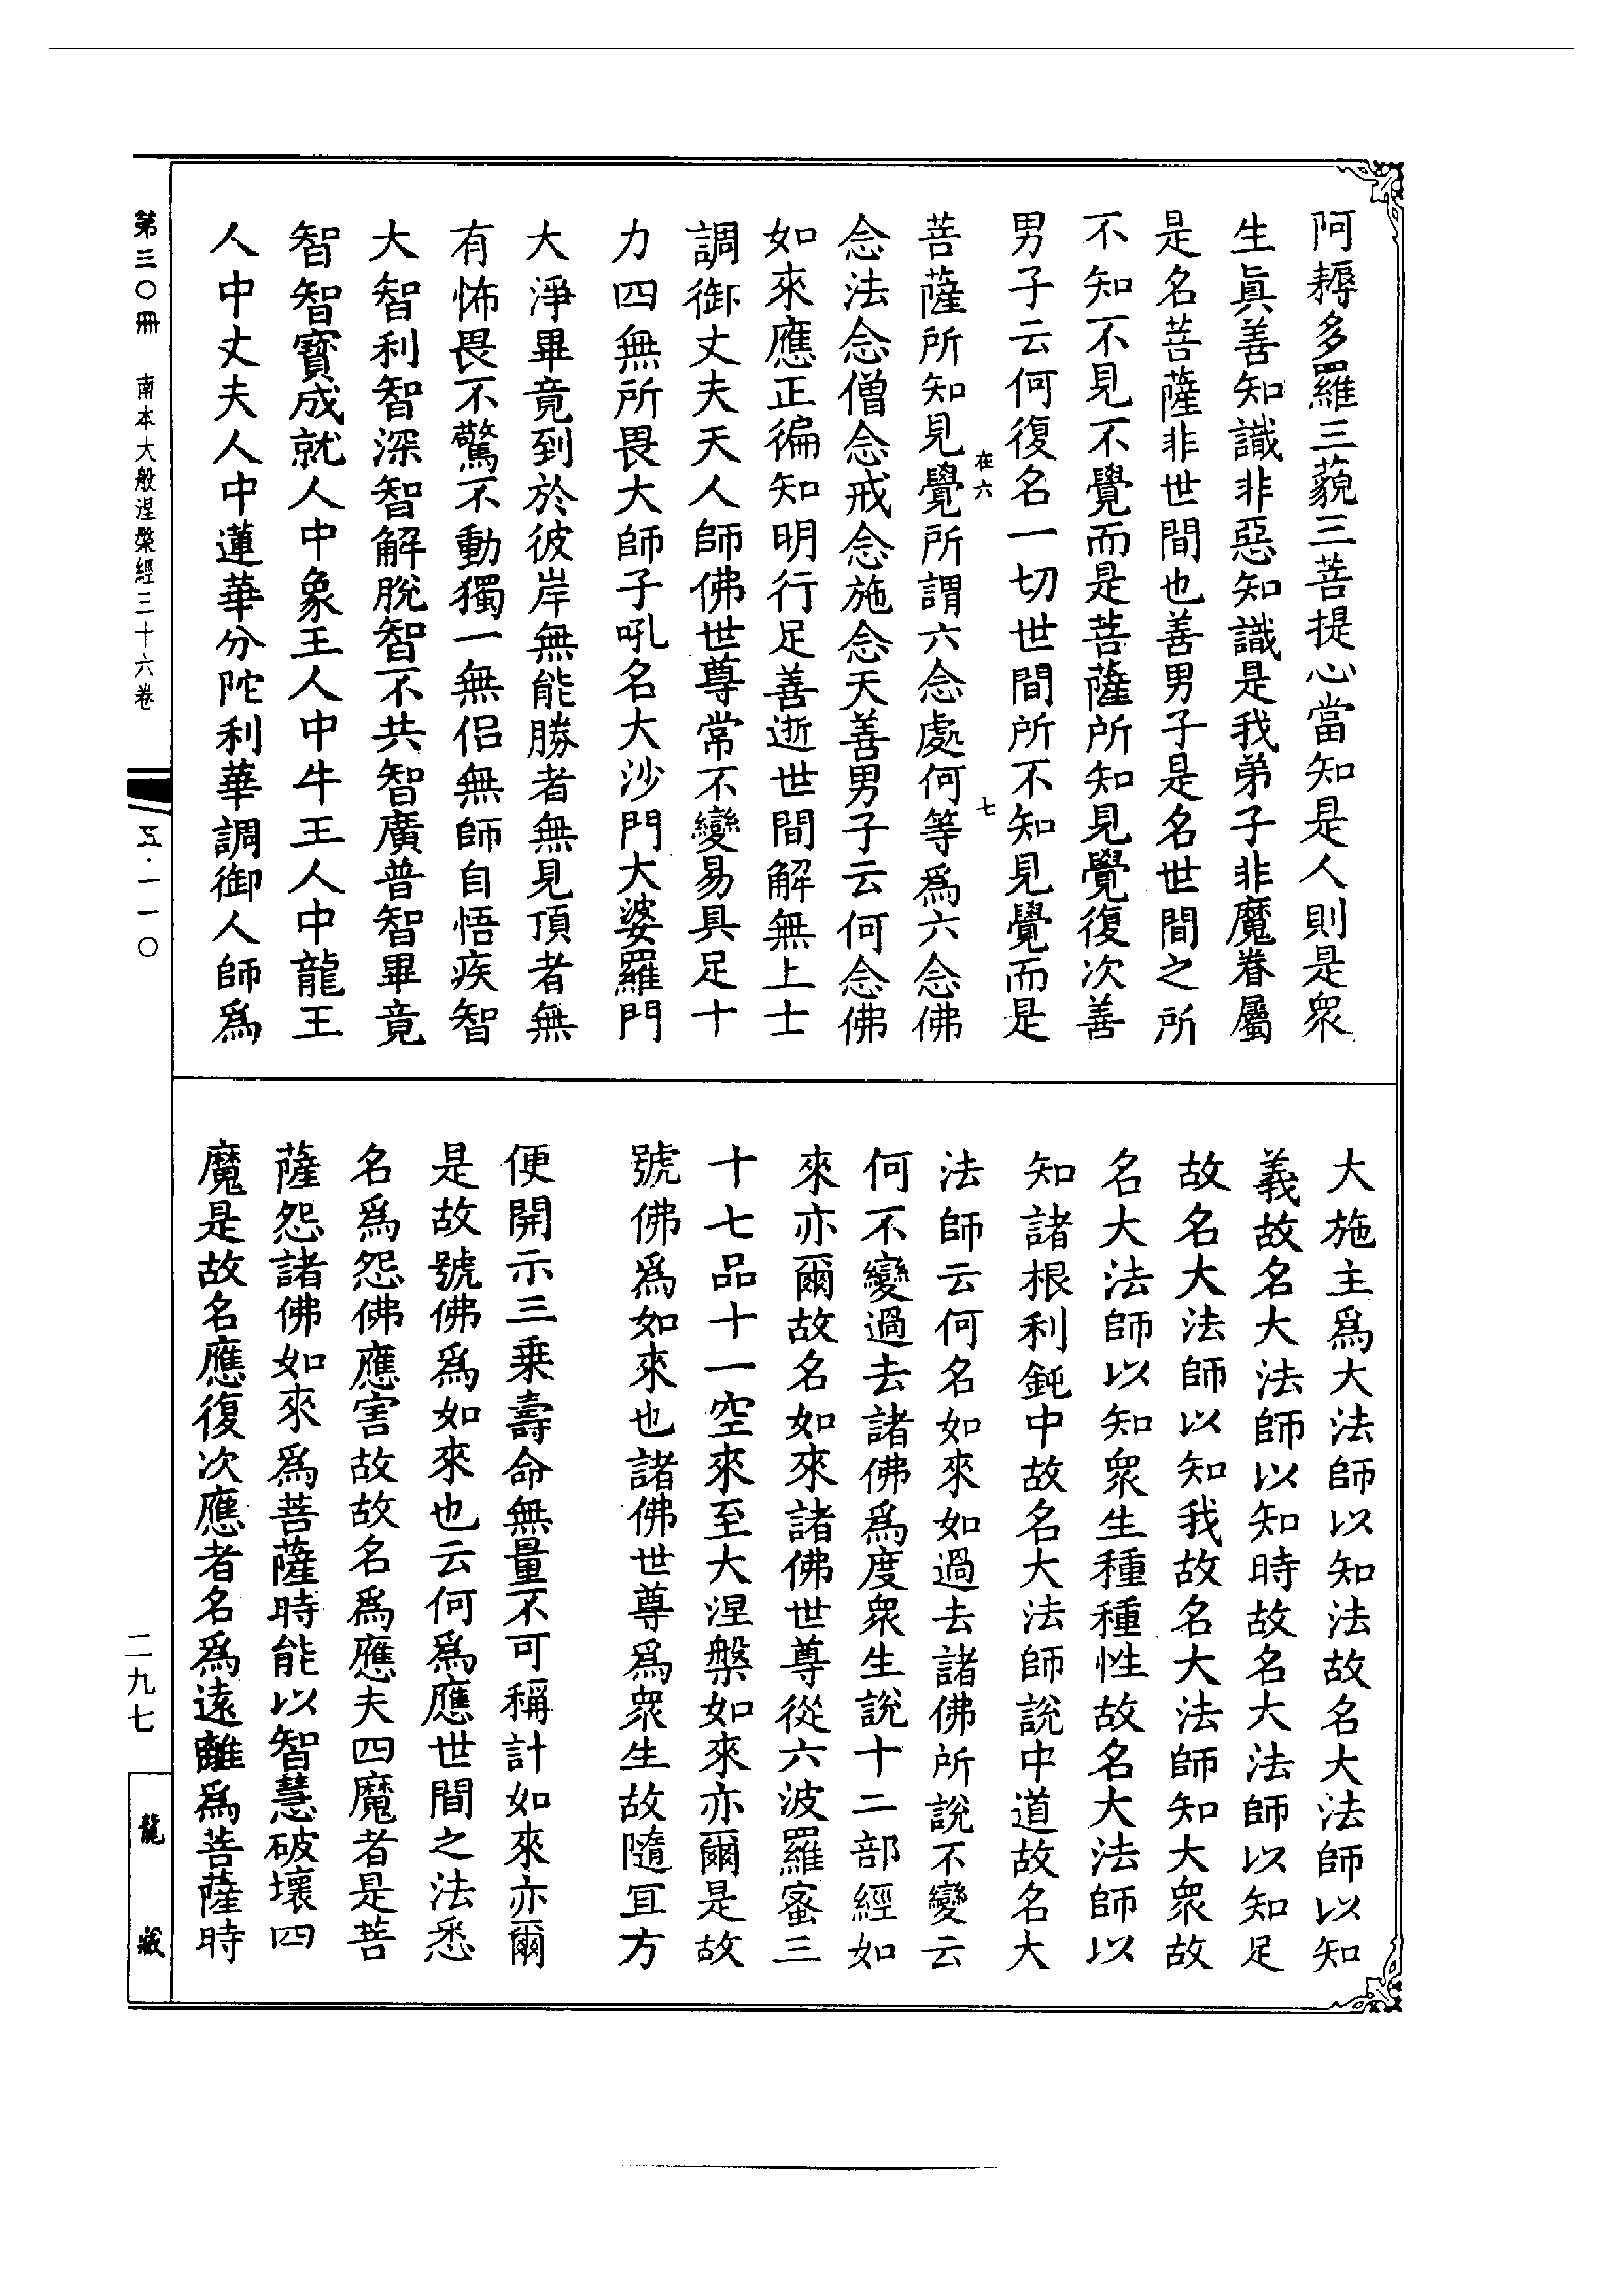 阿耨多羅三藐三菩提心當知是人則是衆
生眞善知識非惡知識是我弟子非魔眷屬
是名菩薩非世間也善男子是名世間之所
不知不見不覺而是菩薩所知見覺復次善
男子云何復名一切世間所不知見覺而是
在六
七
菩薩所知見覺所謂六念處何等爲六念佛
念法念僧念戒念施念天善男子云何念佛
如來應正徧知明行足善逝世間解無上士
調御丈夫天人師佛世尊常不變易具足十
力四無所畏大師子吼名大沙門大婆羅門
大淨畢竟到於彼岸無能勝者無見頂者無
有怖畏不驚不動獨一無侶無師自悟疾智
大智利智深智解脫智不共智廣普智畢竟
智智寶成就人中象王人中牛王人中龍王
人中丈夫人中蓮華分陀利華調御人師爲
大施主爲大法師以知法故名大法師以知
義故名大法師以知時故名大法師以知足
故名大法師以知我故名大法師知大衆故
名大法師以知衆生種種性故名大法師以
知諸根利鈍中故名大法師說中道故名大
法師云何名如來如過去諸佛所說不變云
何不變過去諸佛爲度衆生說十二部經如
來亦爾故名如來諸佛世尊從六波羅蜜三
十七品十一空來至大涅槃如來亦爾是故
號佛爲如來也諸佛世尊爲衆生故隨宜方
便開示三乗壽命無量不可稱計如來亦爾
是故號佛爲如來也云何爲應世間之法悉
名爲怨佛應害故故名爲應夫四魔者是菩
薩怨諸佛如來爲菩薩時能以智慧破壞四
魔是故名應復次應者名爲遠離爲菩薩時
第三〇冊　南本大般涅槃經三十六卷
五·一一〇
二九七
龍藏